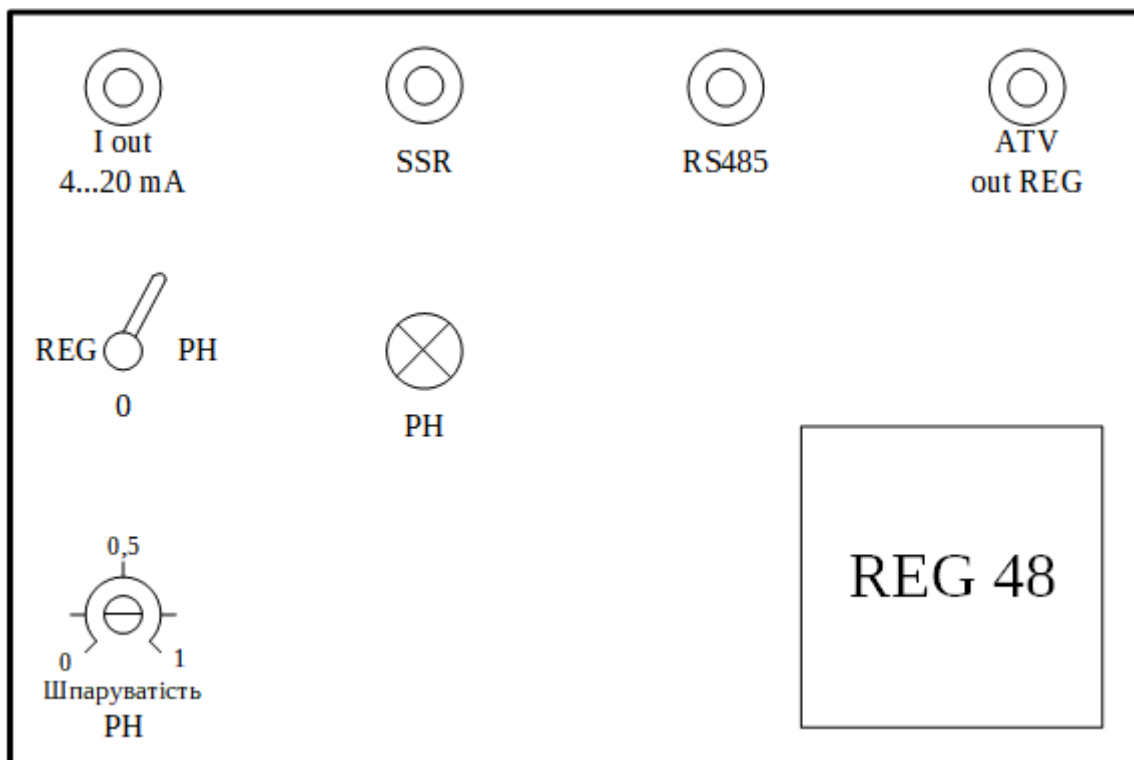 I out
4...20 mA
SSR
RS485
ATV
out REG
REG
PH
0
PH
REG 48
0,5
0
1
Шпаруватість
PH